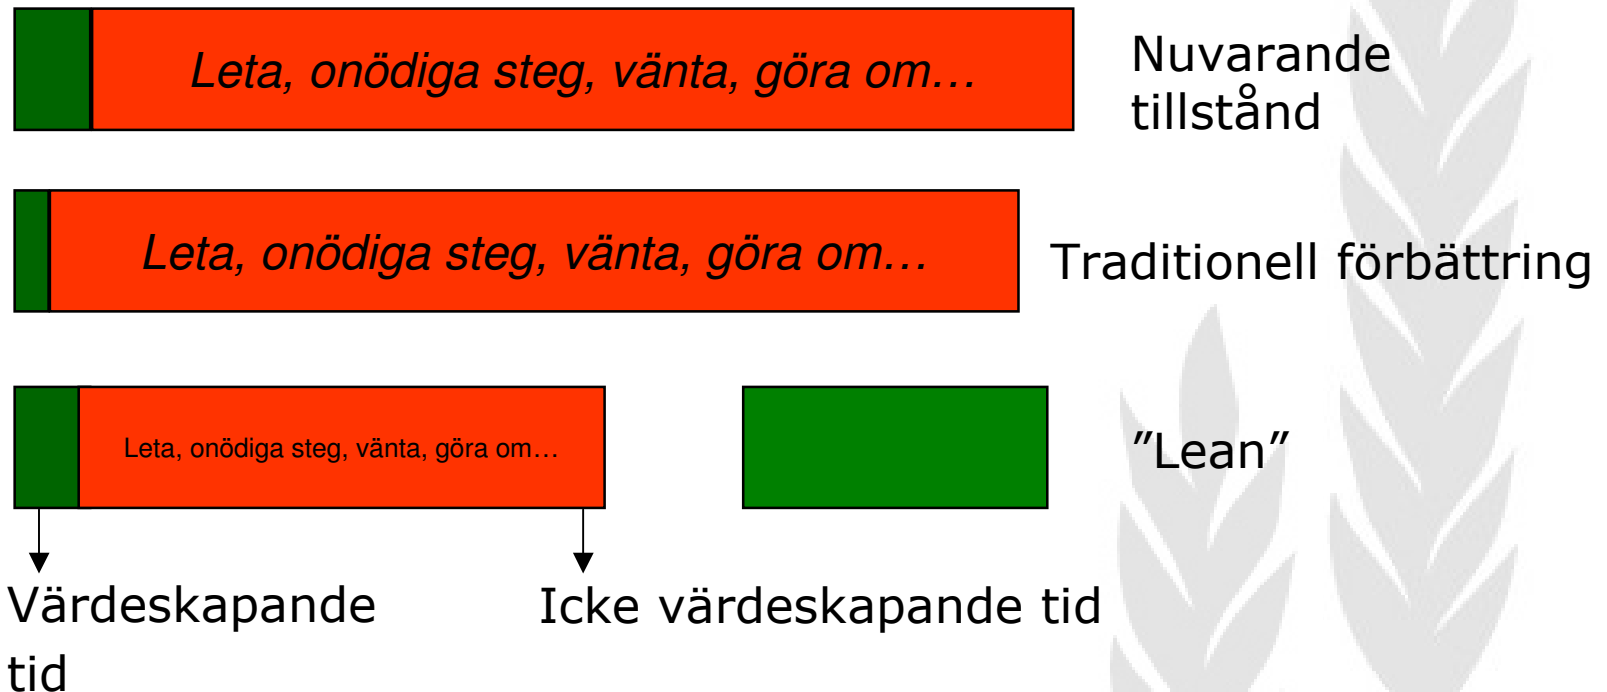 Leta, onödiga steg, vänta, göra om…
Nuvarande
tillstånd
Leta, onödiga steg, vänta, göra om…
Traditionell förbättring
Leta, onödiga steg, vänta, göra om…
”Lean”
Värdeskapande
tid
Icke värdeskapande tid